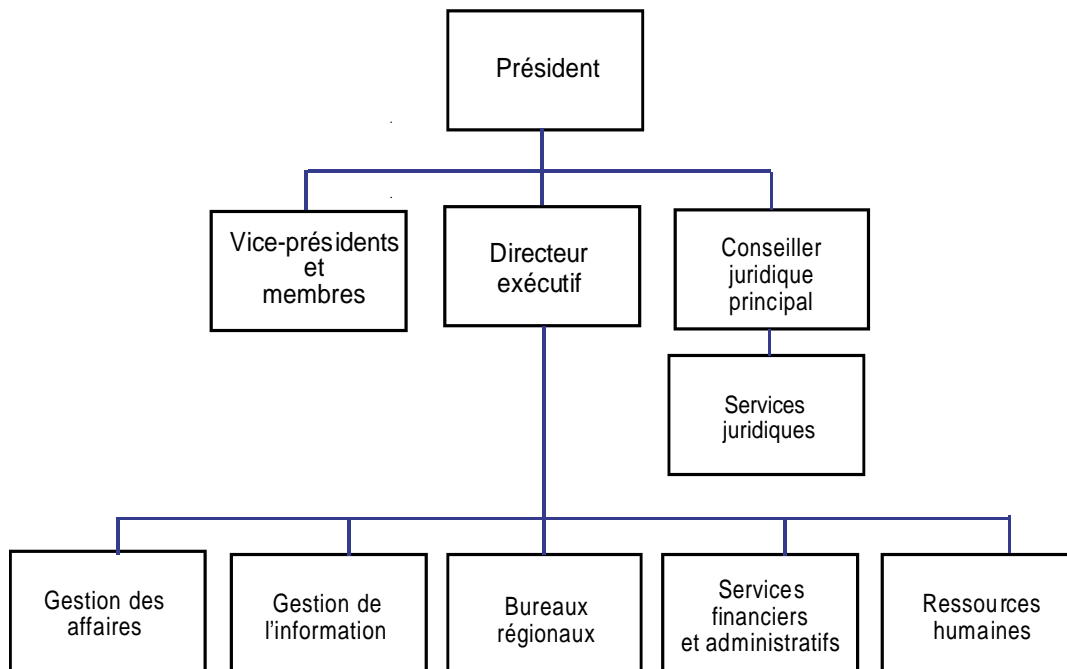 Président
Vice-présidents
et
membres
Directeur
exécutif
Conseiller
juridique
principal
Services
juridiques
Gestion des
affaires
Gestion de
l'information
Bureaux
régionaux
Services
financiers
et administratifs
Ressources
humaines